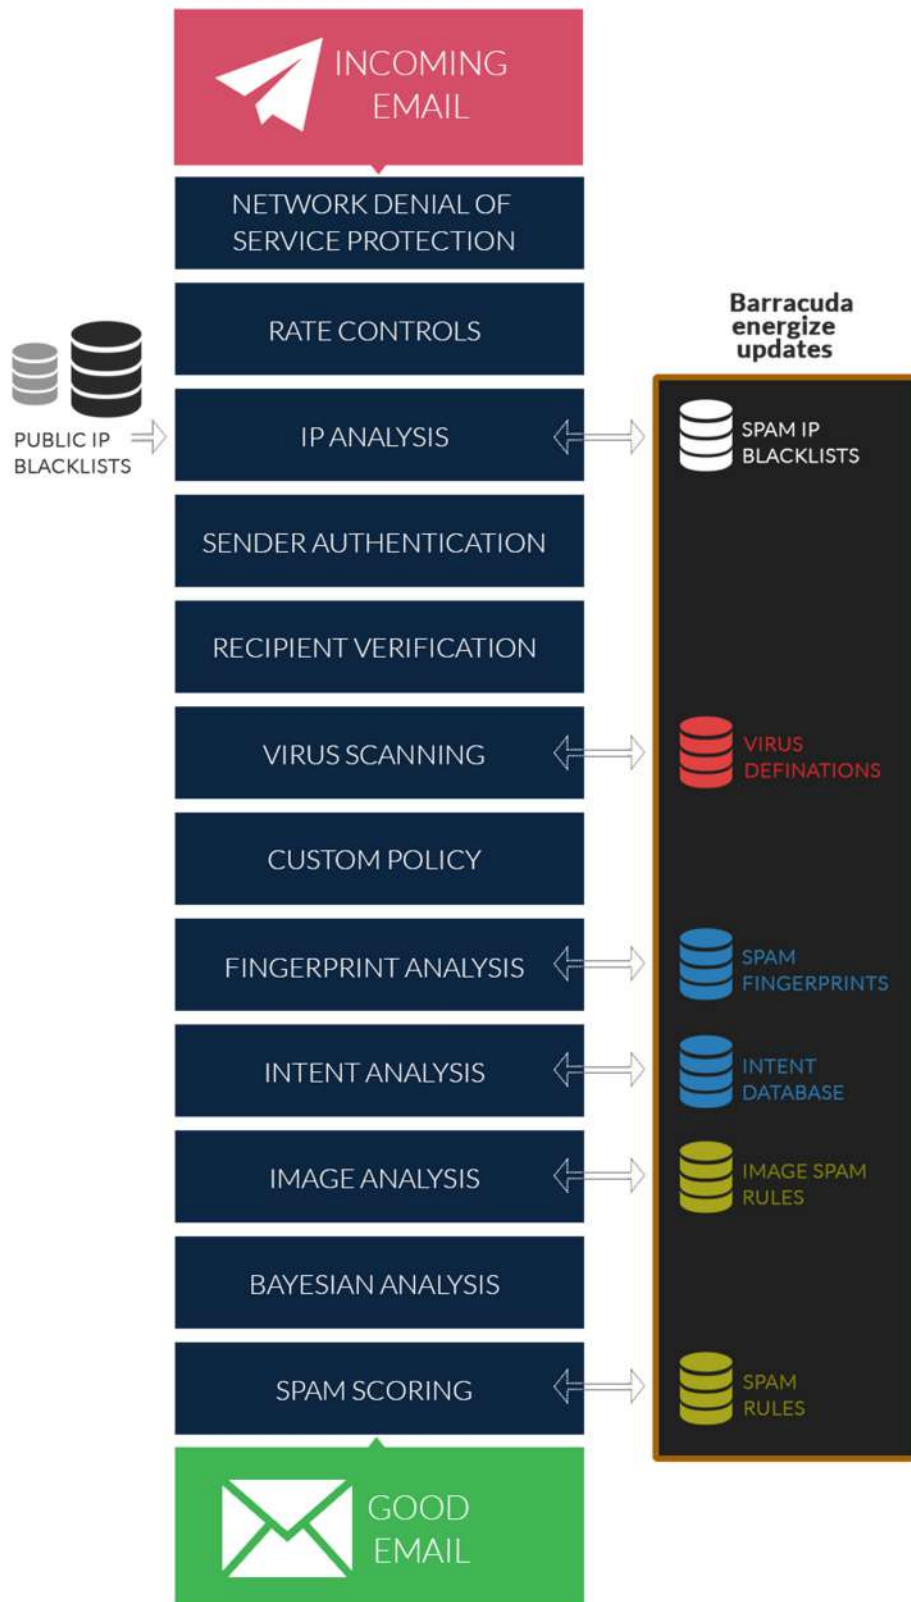 INCOMING
EMAIL
NETWORK DENIAL OF
SERVICE PROTECTION
RATE CONTROLS
Barracuda
energize
updates
PUBLIC IP
BLACKLISTS
IP ANALYSIS
SPAM IP
BLACKLISTS
SENDER AUTHENTICATION
RECIPIENT VERIFICATION
VIRUS SCANNING
VIRUS
DEFINATIONS
CUSTOM POLICY
FINGERPRINT ANALYSIS
SPAM
FINGERPRINTS
INTENT ANALYSIS
INTENT
DATABASE
IMAGE ANALYSIS
IMAGE SPAM
RULES
BAYESIAN ANALYSIS
SPAM SCORING
SPAM
RULES
GOOD
EMAIL